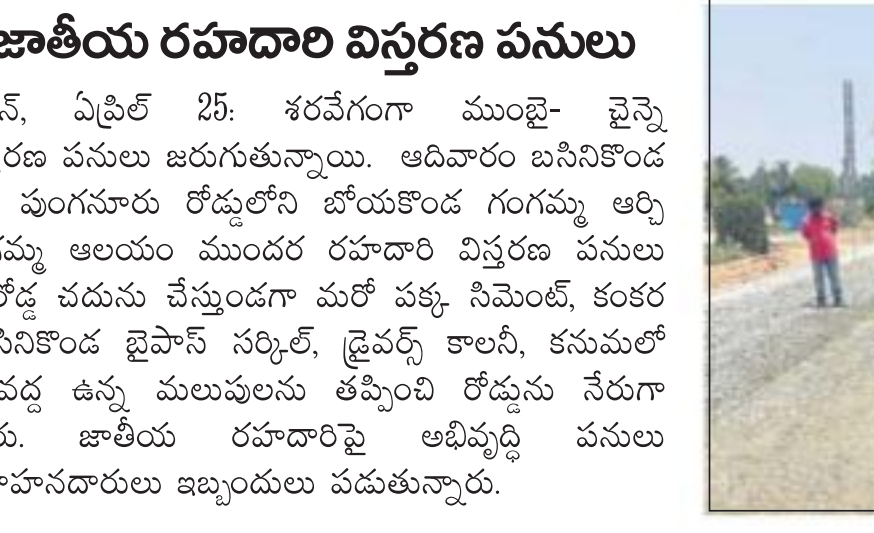 జాతీయ రహదారి విస్తరణ పనులు
ఏప్రిల్ 25: శరవేగంగా ముంబై- చైన్నె
పనులు జరుగుతున్నాయి. ఆదివారం బసినికొండ
పుంగనూరు రోడ్డులోని బోయకొండ గంగమ్మ ఆర్చి
ఆలయం ముందర రహదారి విస్తరణ పనులు
చదును చేస్తుండగా మరో పక్క సిమెంట్, కంకర
బైపాస్ సర్కిల్, డ్రైవర్స్ కాలనీ, కనుమలో
వద్ద ఉన్న మలుపులను తప్పించి రోడ్డును నేరుగా
జాతీయ రహదారిపై అభివృద్ధి పనులు
ఇబ్బందులు పడుతున్నారు.